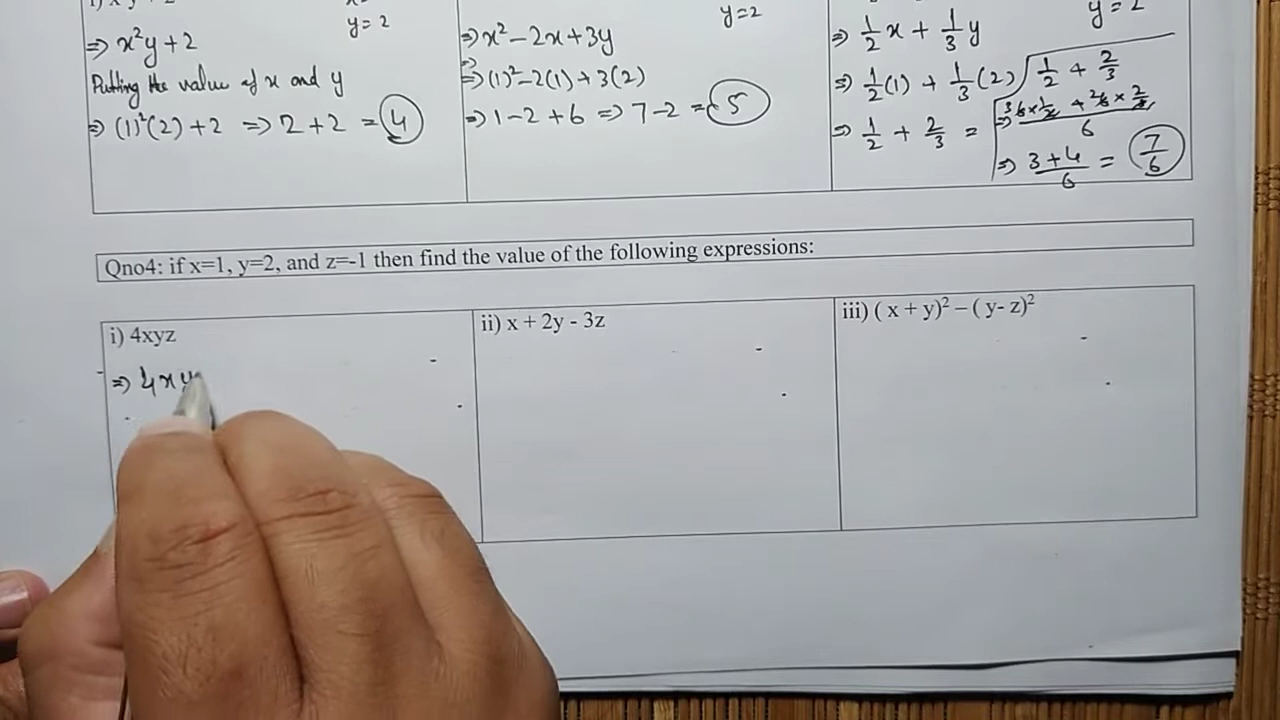 y = 2
⇒ x²y + 2
Putting the value of x and y
⇒ (1)²(2) + 2 ⇒ 2 + 2 = 4
y = 2
⇒ x² - 2x + 3y
⇒ (1)² - 2(1) + 3(2)
⇒ 1 - 2 + 6 ⇒ 7 - 2 = 5
y = 2
⇒ 1/2 x + 1/3 y
⇒ 1/2 (1) + 1/3 (2)
⇒ 1/2 + 2/3 =
1/2 + 2/3
⇒ 3+4/6 = 7/6
Qno4: if x=1, y=2, and z=-1 then find the value of the following expressions:
i) 4xyz
⇒ 4xy
ii) x + 2y - 3z
iii) ( x + y)² – ( y- z)²